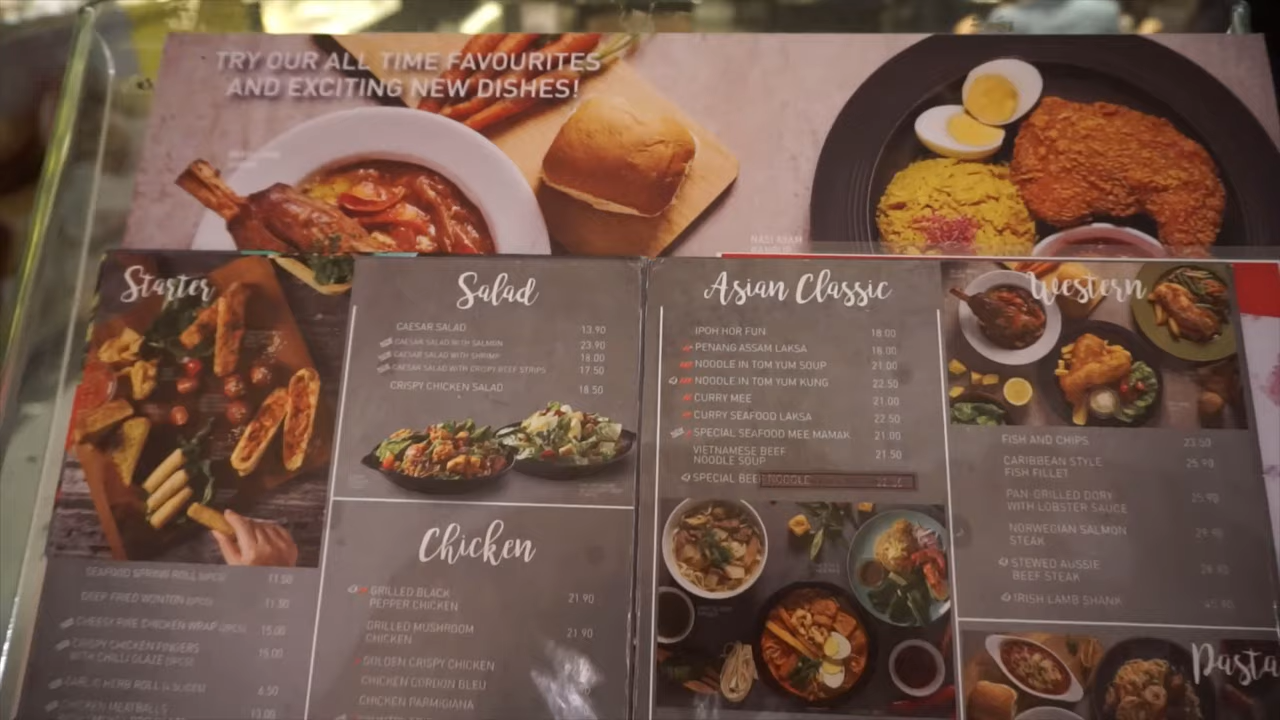 TRY OUR ALL TIME FAVOURITES
AND EXCITING NEW DISHES!
NASI AYAM
Starter
SEAFOOD SPRING ROLL (4PCS) 11.50
DEEP FRIED WONTON (5PCS) 11.50
CHEESY FIRE CHICKEN WRAP 15.00
CRISPY CHICKEN FINGERS
WITH CHILLI GLAZE 15.00
GARLIC HERB ROLL (4 SLICES) 6.50
CHICKEN MEATBALLS 13.00
Salad
CAESAR SALAD 13.90
CAESAR SALAD WITH SALMON 23.90
CAESAR SALAD WITH SHRIMP 18.00
CAESAR SALAD WITH CRISPY BEEF STRIPS 17.50
CRISPY CHICKEN SALAD 18.50
Chicken
GRILLED BLACK
PEPPER CHICKEN 21.90
GRILLED MUSHROOM
CHICKEN 21.90
GOLDEN CRISPY CHICKEN
CHICKEN CORDON BLEU
CHICKEN PARMIGIANA
Asian Classic
IPOH HOR FUN 18.00
PENANG ASSAM LAKSA 18.00
NOODLE IN TOM YUM SOUP 21.00
NOODLE IN TOM YUM KUNG 22.50
CURRY MEE 21.00
CURRY SEAFOOD LAKSA 22.50
SPECIAL SEAFOOD MEE MAMAK 21.00
VIETNAMESE BEEF
NOODLE SOUP 21.50
SPECIAL BEEF NOODLE
Western
FISH AND CHIPS 23.50
CARIBBEAN STYLE
FISH FILLET 25.90
PAN-GRILLED DORY
WITH LOBSTER SAUCE 25.90
NORWEGIAN SALMON
STEAK
STEWED AUSSIE
BEEF STEAK
IRISH LAMB SHANK
Pasta